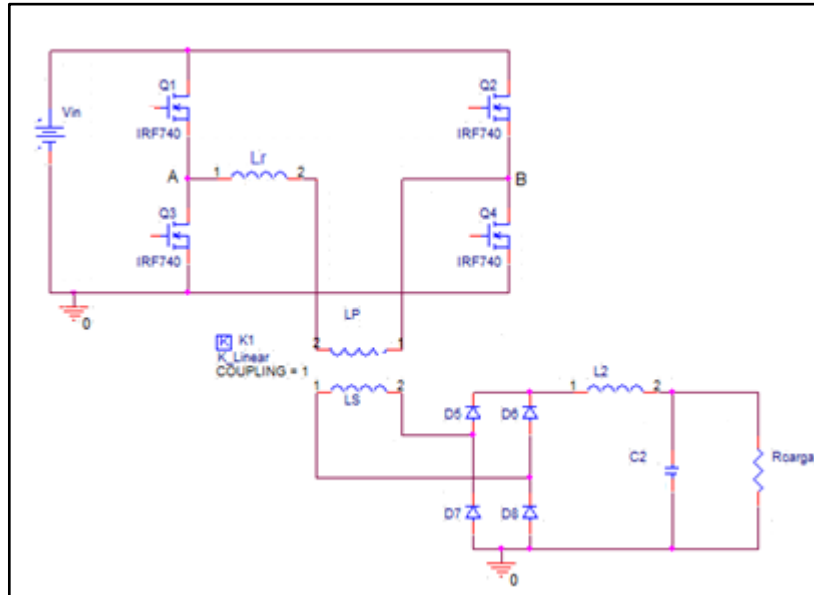 Q1
Q2
Vin
IRF740
IRF740
A
1
Lr
2
B
Q3
Q4
IRF740
IRF740
0
LP
2
1
K K1
K_Linear
COUPLING = 1
1
2
LS
1
L2
2
D5
D6
C2
Rcarga
D7
D8
0